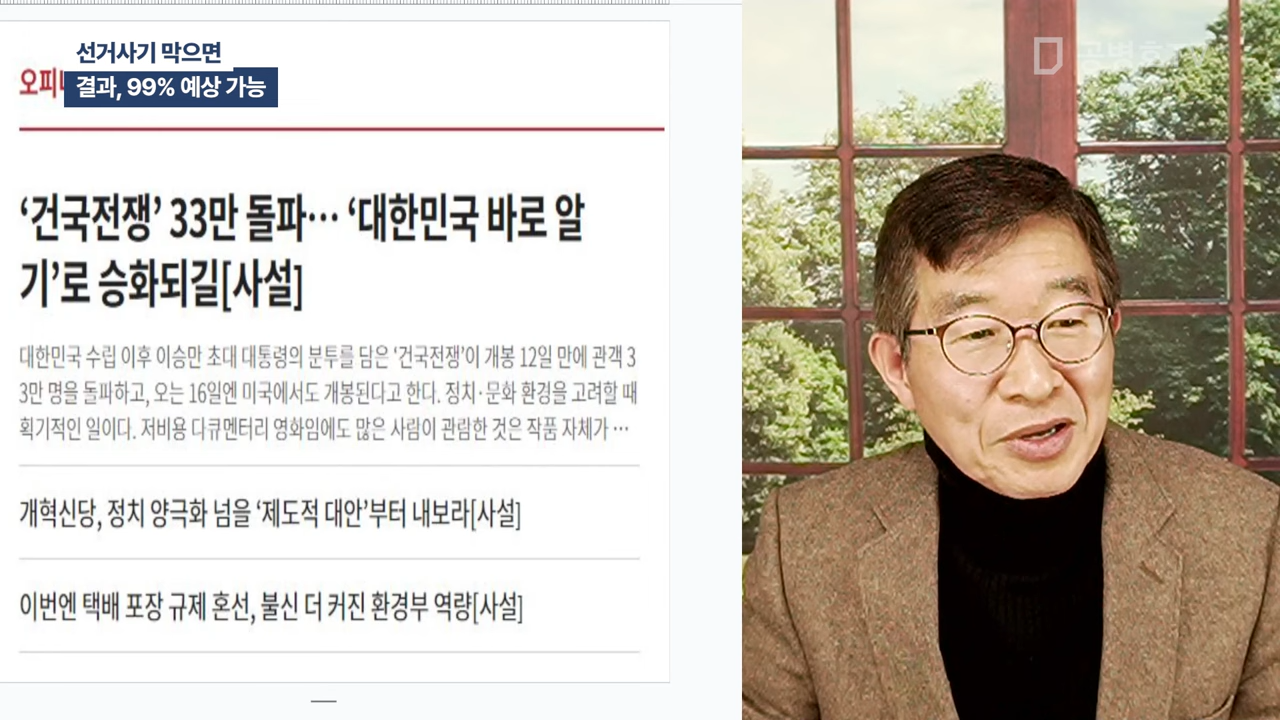 선거사기 막으면
결과, 99% 예상 가능
‘건국전쟁’ 33만 돌파… ‘대한민국 바로 알
기’로 승화되길[사설]
대한민국 수립 이후 이승만 초대 대통령의 분투를 담은 ‘건국전쟁’이 개봉 12일 만에 관객 3
3만 명을 돌파하고, 오는 16일엔 미국에서도 개봉된다고 한다. 정치·문화 환경을 고려할 때
획기적인 일이다. 저비용 다큐멘터리 영화임에도 많은 사람이 관람한 것은 작품 자체가 …
개혁신당, 정치 양극화 넘을 ‘제도적 대안’부터 내보라[사설]
이번엔 택배 포장 규제 혼선, 불신 더 커진 환경부 역량[사설]